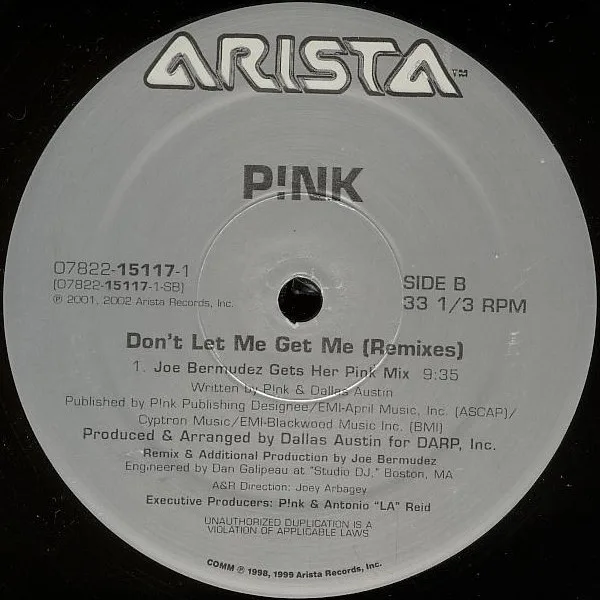 ARISTA™
P!NK
07822-15117-1
(07822-15117-1-SB)
℗ 2001, 2002 Arista Records, Inc.
SIDE B
33 1/3 RPM
Don't Let Me Get Me (Remixes)
1. Joe Bermudez Gets Her Pink Mix 9:35
Written by P!nk & Dallas Austin
Published by P!nk Publishing Designee/EMI-April Music, Inc. (ASCAP)/
Cyptron Music/EMI-Blackwood Music Inc. (BMI)
Produced & Arranged by Dallas Austin for DARP, Inc.
Remix & Additional Production by Joe Bermudez
Engineered by Dan Galipeau at "Studio DJ," Boston, MA
A&R Direction: Joey Arbagey
Executive Producers: P!nk & Antonio "LA" Reid
UNAUTHORIZED DUPLICATION IS A
VIOLATION OF APPLICABLE LAWS
COMM ℗ 1998, 1999 Arista Records, Inc.